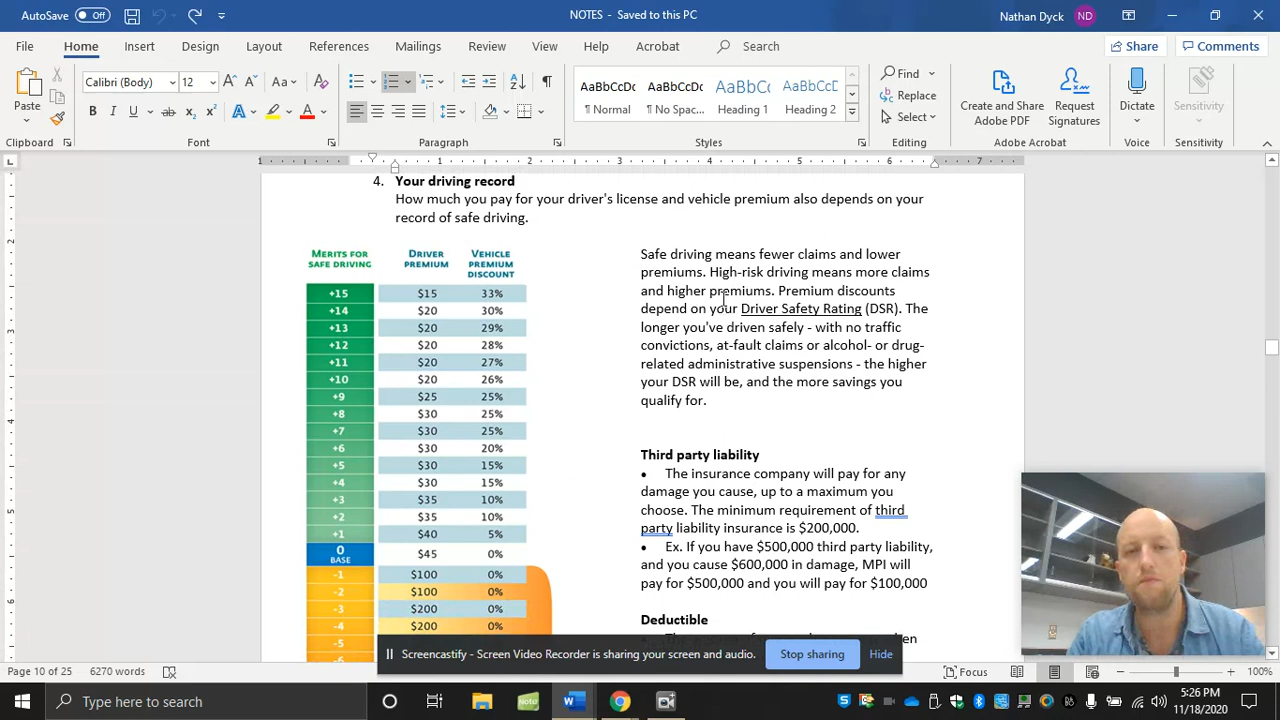 AutoSave Off
NOTES - Saved to this PC
Nathan Dyck ND
File Home Insert Design Layout References Mailings Review View Help Acrobat Search Share Comments
Calibri (Body) 12
AaBbCcDc AaBbCcDc AaBbCc AaBbCcD
Paste
¶ Normal ¶ No Spac... Heading 1 Heading 2
Find
Replace
Select
Create and Share Adobe PDF
Request Signatures
Dictate
Sensitivity
Clipboard Font Paragraph Styles Editing Adobe Acrobat Voice Sensitivity
4. Your driving record
How much you pay for your driver's license and vehicle premium also depends on your
record of safe driving.
MERITS FOR SAFE DRIVING DRIVER PREMIUM VEHICLE PREMIUM DISCOUNT
+15 $15 33%
+14 $20 30%
+13 $20 29%
+12 $20 28%
+11 $20 27%
+10 $20 26%
+9 $25 25%
+8 $30 25%
+7 $30 25%
+6 $30 20%
+5 $30 15%
+4 $30 15%
+3 $35 10%
+2 $35 10%
+1 $40 5%
0 BASE $45 0%
-1 $100 0%
-2 $100 0%
-3 $200 0%
-4 $200 0%
-5
-6
Safe driving means fewer claims and lower
premiums. High-risk driving means more claims
and higher premiums. Premium discounts
depend on your Driver Safety Rating (DSR). The
longer you've driven safely - with no traffic
convictions, at-fault claims or alcohol- or drug-
related administrative suspensions - the higher
your DSR will be, and the more savings you
qualify for.
Third party liability
• The insurance company will pay for any
damage you cause, up to a maximum you
choose. The minimum requirement of third
party liability insurance is $200,000.
• Ex. If you have $500,000 third party liability,
and you cause $600,000 in damage, MPI will
pay for $500,000 and you will pay for $100,000
Deductible
Screencastify - Screen Video Recorder is sharing your screen and audio. Stop sharing Hide
Page 10 of 25 6270 words
Focus
100%
Type here to search
5:26 PM
11/18/2020